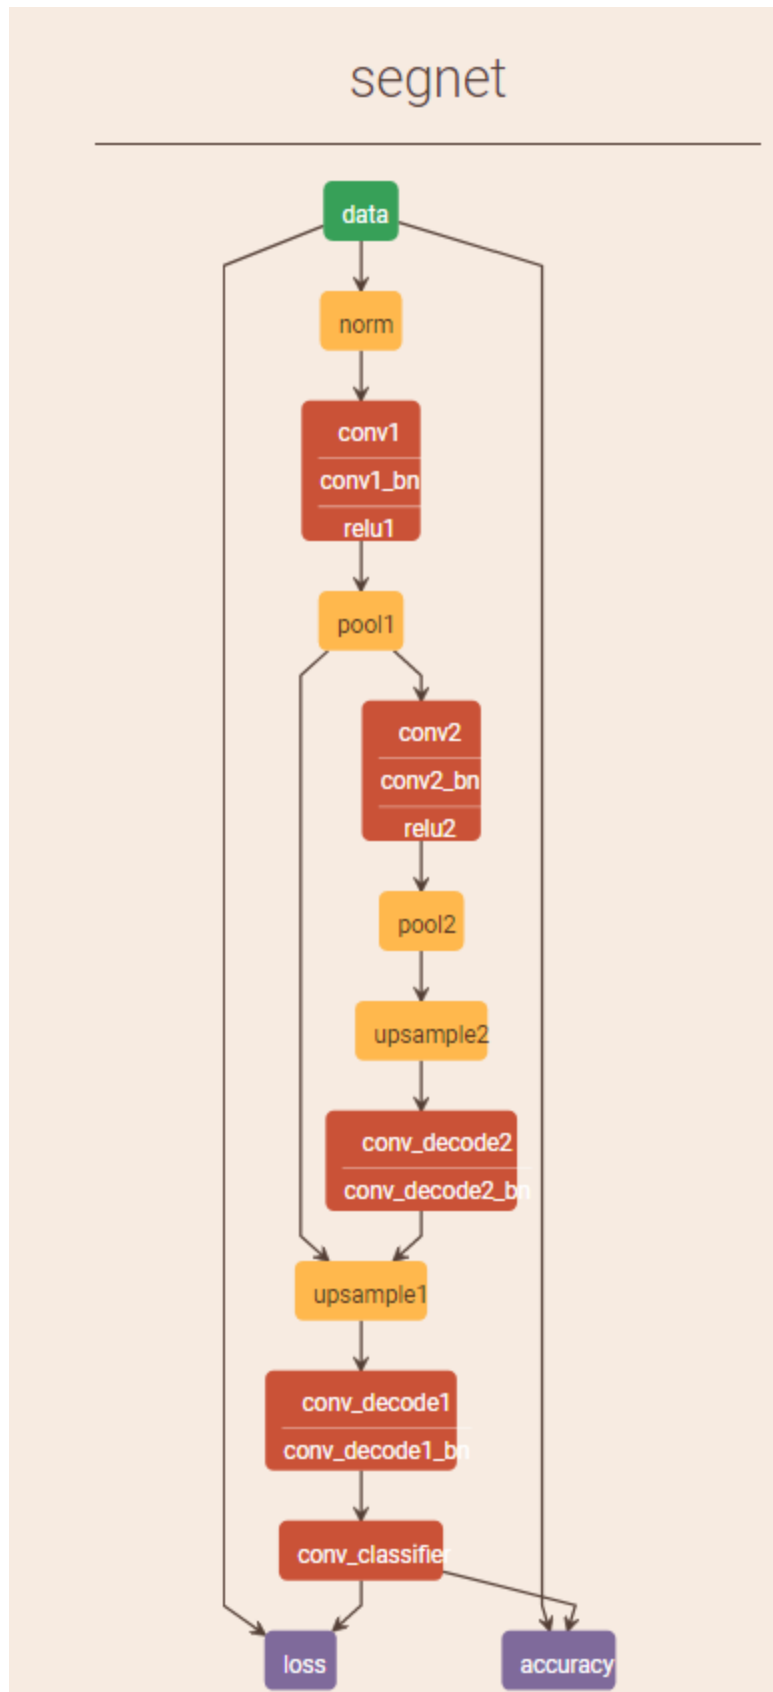 segnet
data
norm
conv1
conv1_bn
relu1
pool1
conv2
conv2_bn
relu2
pool2
upsample2
conv_decode2
conv_decode2_bn
upsample1
conv_decode1
conv_decode1_bn
conv_classifier
loss
accuracy